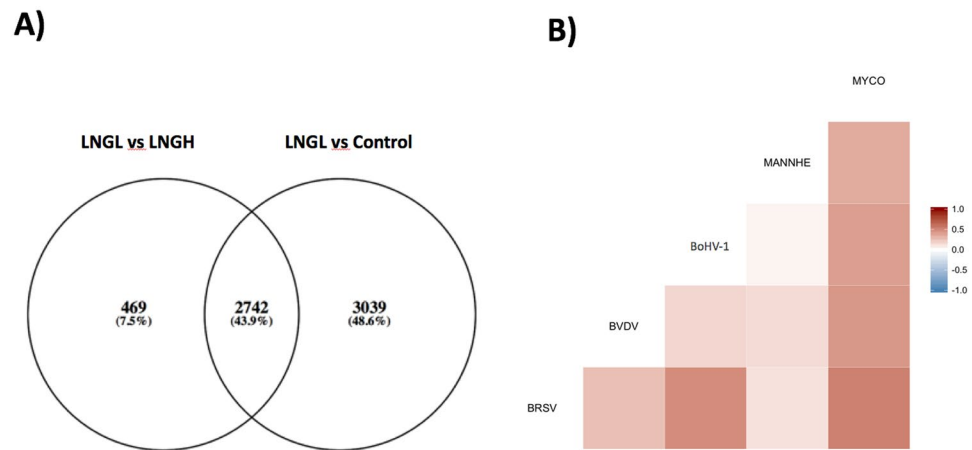 A)
B)
MYCO
LNGL vs LNGH
LNGL vs Control
MANNHE
BoHV-1
1.0
0.5
0.0
-0.5
-1.0
469
(7.5%)
2742
(43.9%)
3039
(48.6%)
BVDV
BRSV